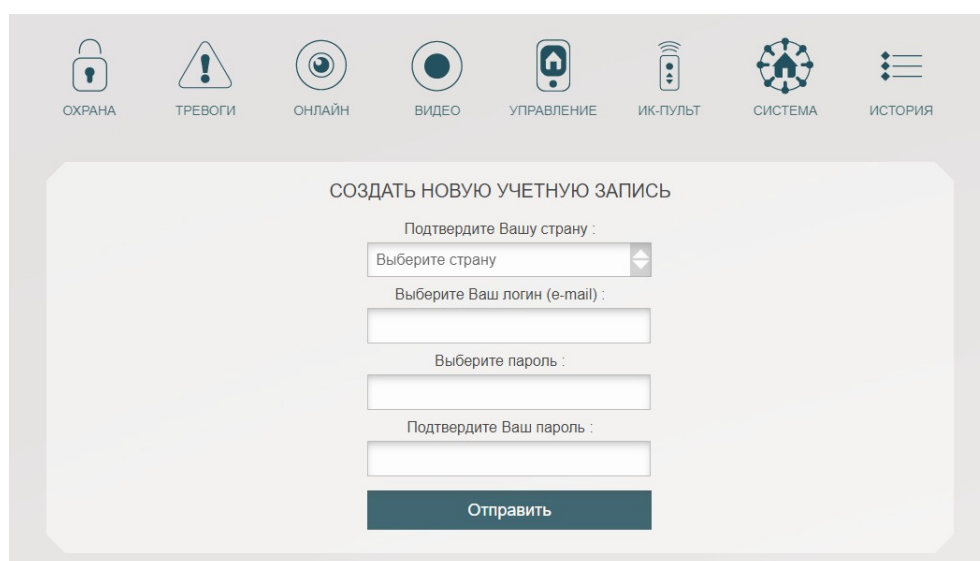 ОХРАНА ТРЕВОГИ ОНЛАЙН ВИДЕО УПРАВЛЕНИЕ ИК-ПУЛЬТ СИСТЕМА ИСТОРИЯ
СОЗДАТЬ НОВУЮ УЧЕТНУЮ ЗАПИСЬ
Подтвердите Вашу страну :
Выберите страну
Выберите Ваш логин (e-mail) :
Выберите пароль :
Подтвердите Ваш пароль :
Отправить